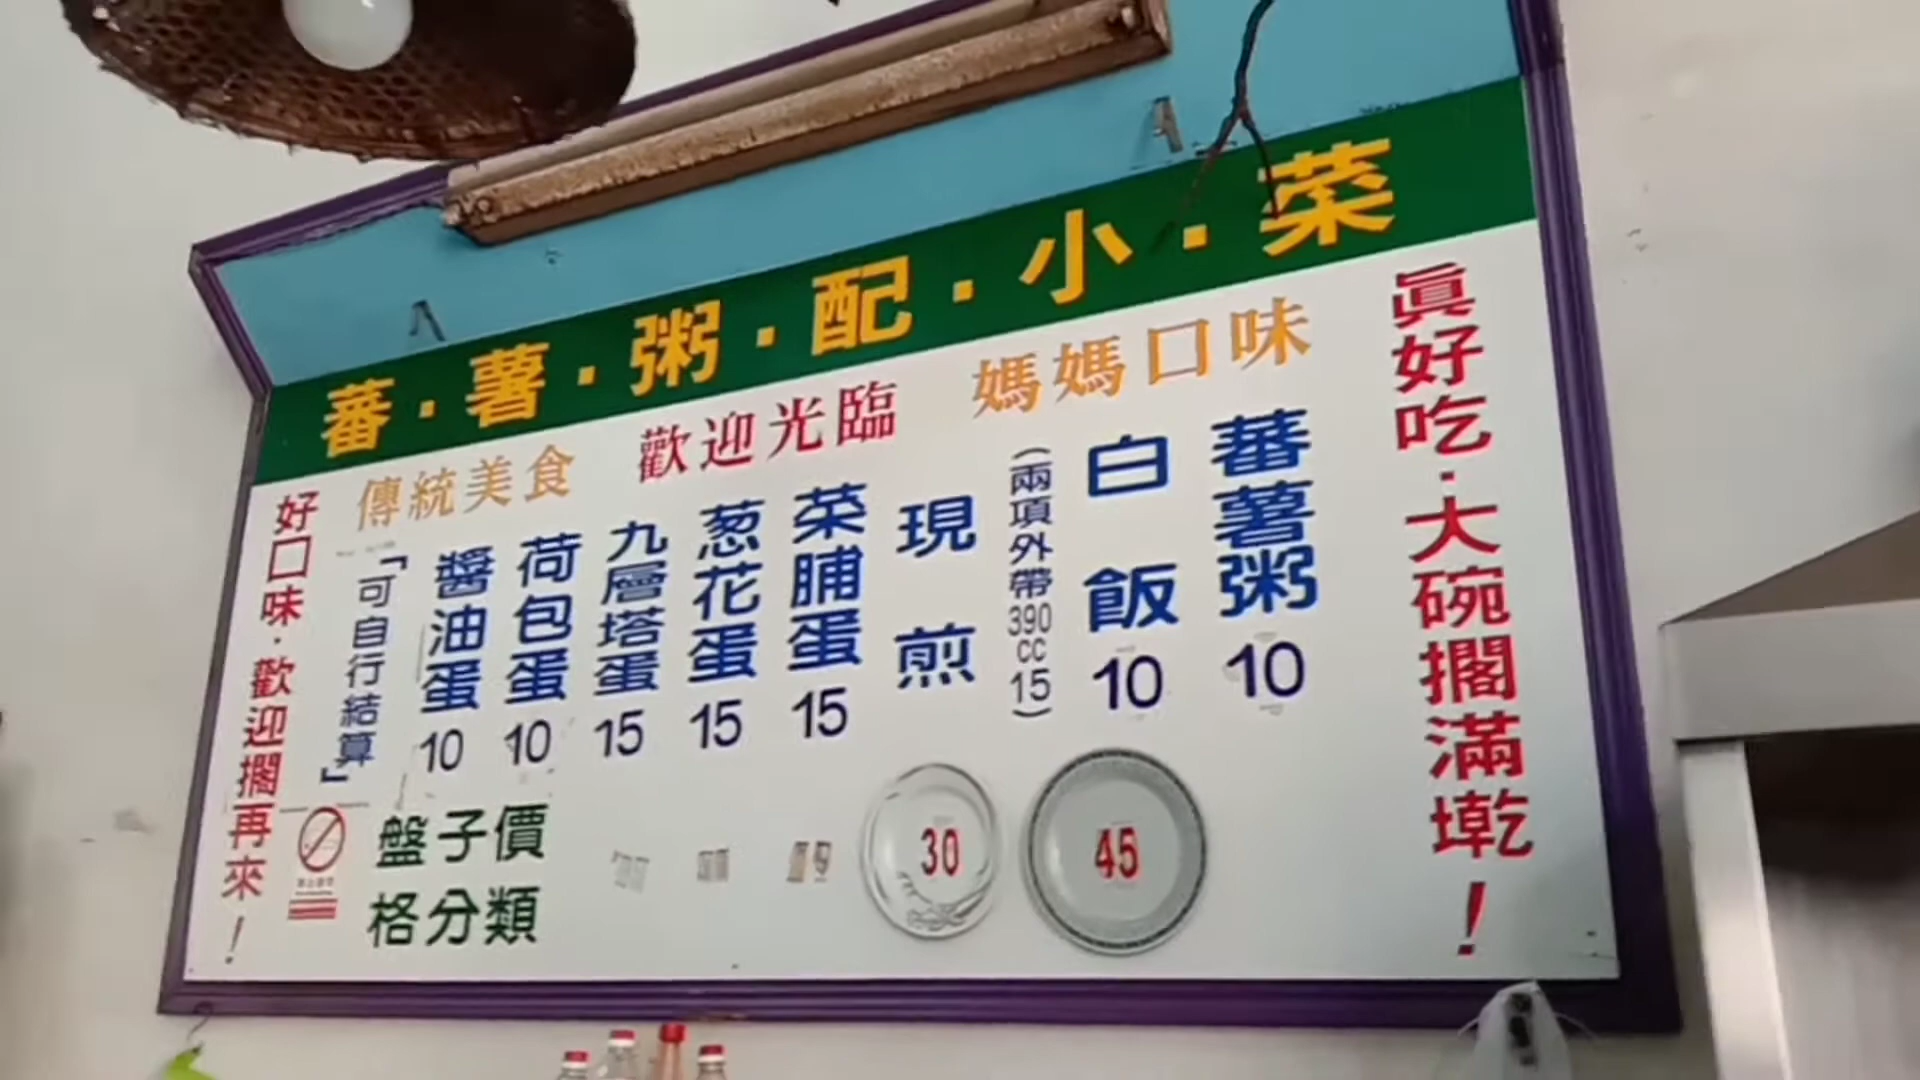 蕃·薯·粥·配·小·菜
傳統美食 歡迎光臨 媽媽口味
真好吃·大碗擱滿墘!
蕃薯粥 10
白飯 10
(兩項外帶390cc15)
現煎
菜脯蛋 15
葱花蛋 15
九層塔蛋 15
荷包蛋 10
醬油蛋 10
「可自行結算」
好口味·歡迎擱再來!
盤子價
格分類
30
45